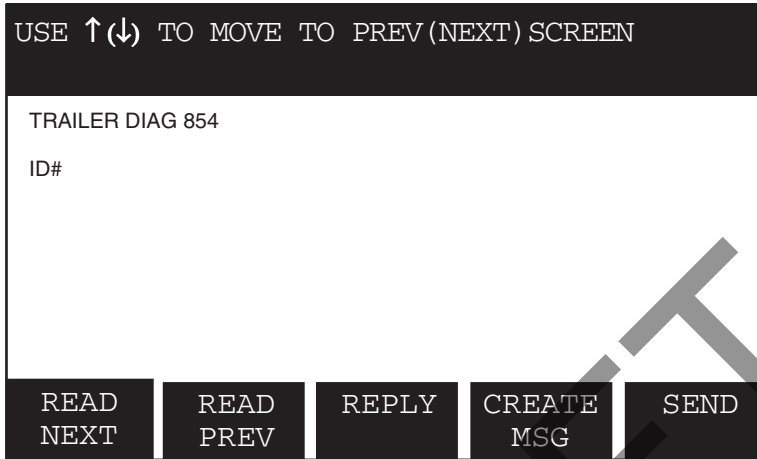 USE ↑(↓) TO MOVE TO PREV(NEXT)SCREEN
TRAILER DIAG 854
ID#
READ NEXT
READ PREV
REPLY
CREATE MSG
SEND